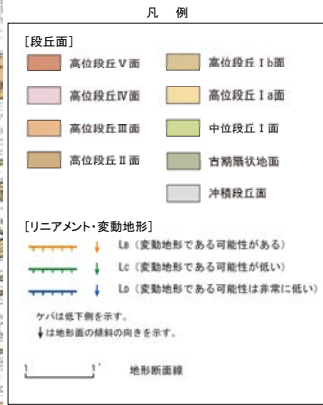 凡 例
[段丘面]
高位段丘Ⅴ面
高位段丘Ⅰb面
高位段丘Ⅳ面
高位段丘Ⅰa面
高位段丘Ⅲ面
中位段丘Ⅰ面
高位段丘Ⅱ面
古期扇状地面
沖積段丘面
[リニアメント・変動地形]
LB (変動地形である可能性がある)
LC (変動地形である可能性が低い)
LD (変動地形である可能性は非常に低い)
ケバは低下側を示す。
↓は地形面の傾斜の向きを示す。
1 1' 地形断面線